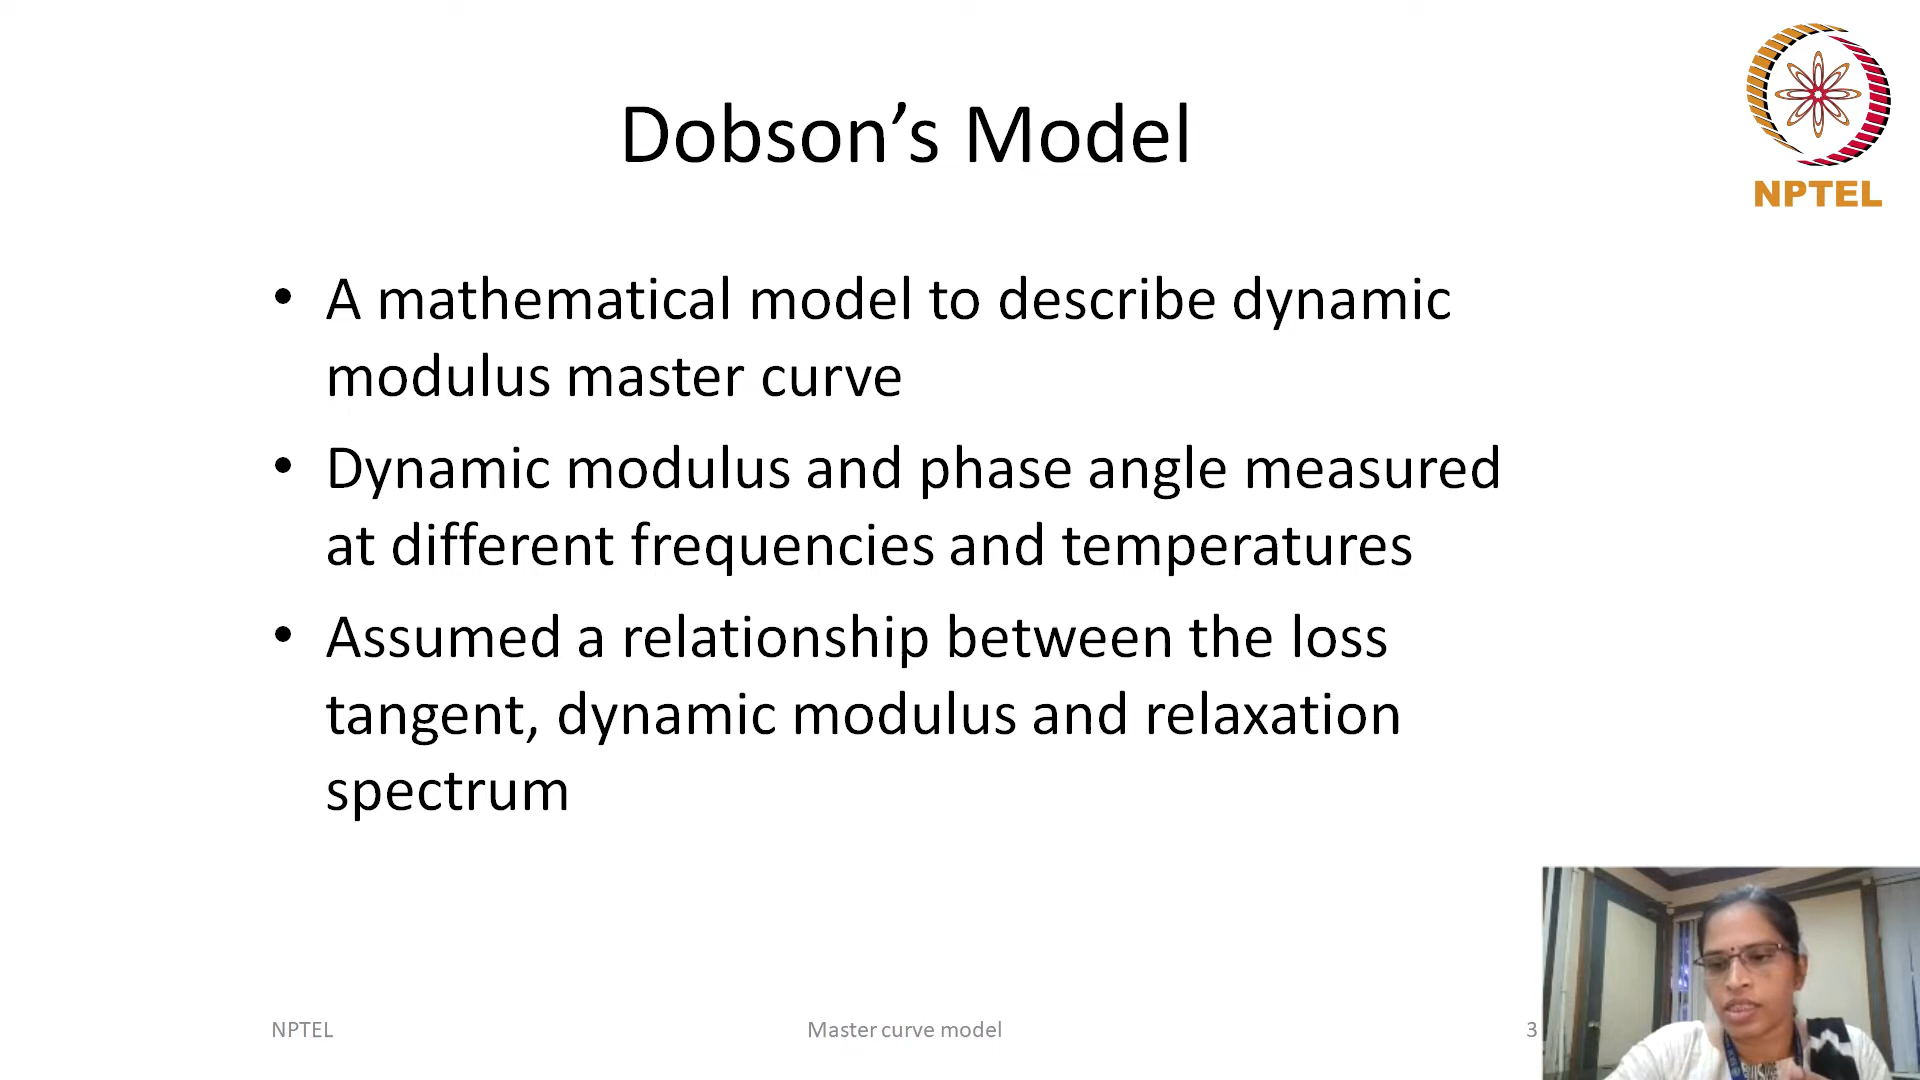 Dobson’s Model
NPTEL
• A mathematical model to describe dynamic
modulus master curve
• Dynamic modulus and phase angle measured
at different frequencies and temperatures
• Assumed a relationship between the loss
tangent, dynamic modulus and relaxation
spectrum
NPTEL
Master curve model
3